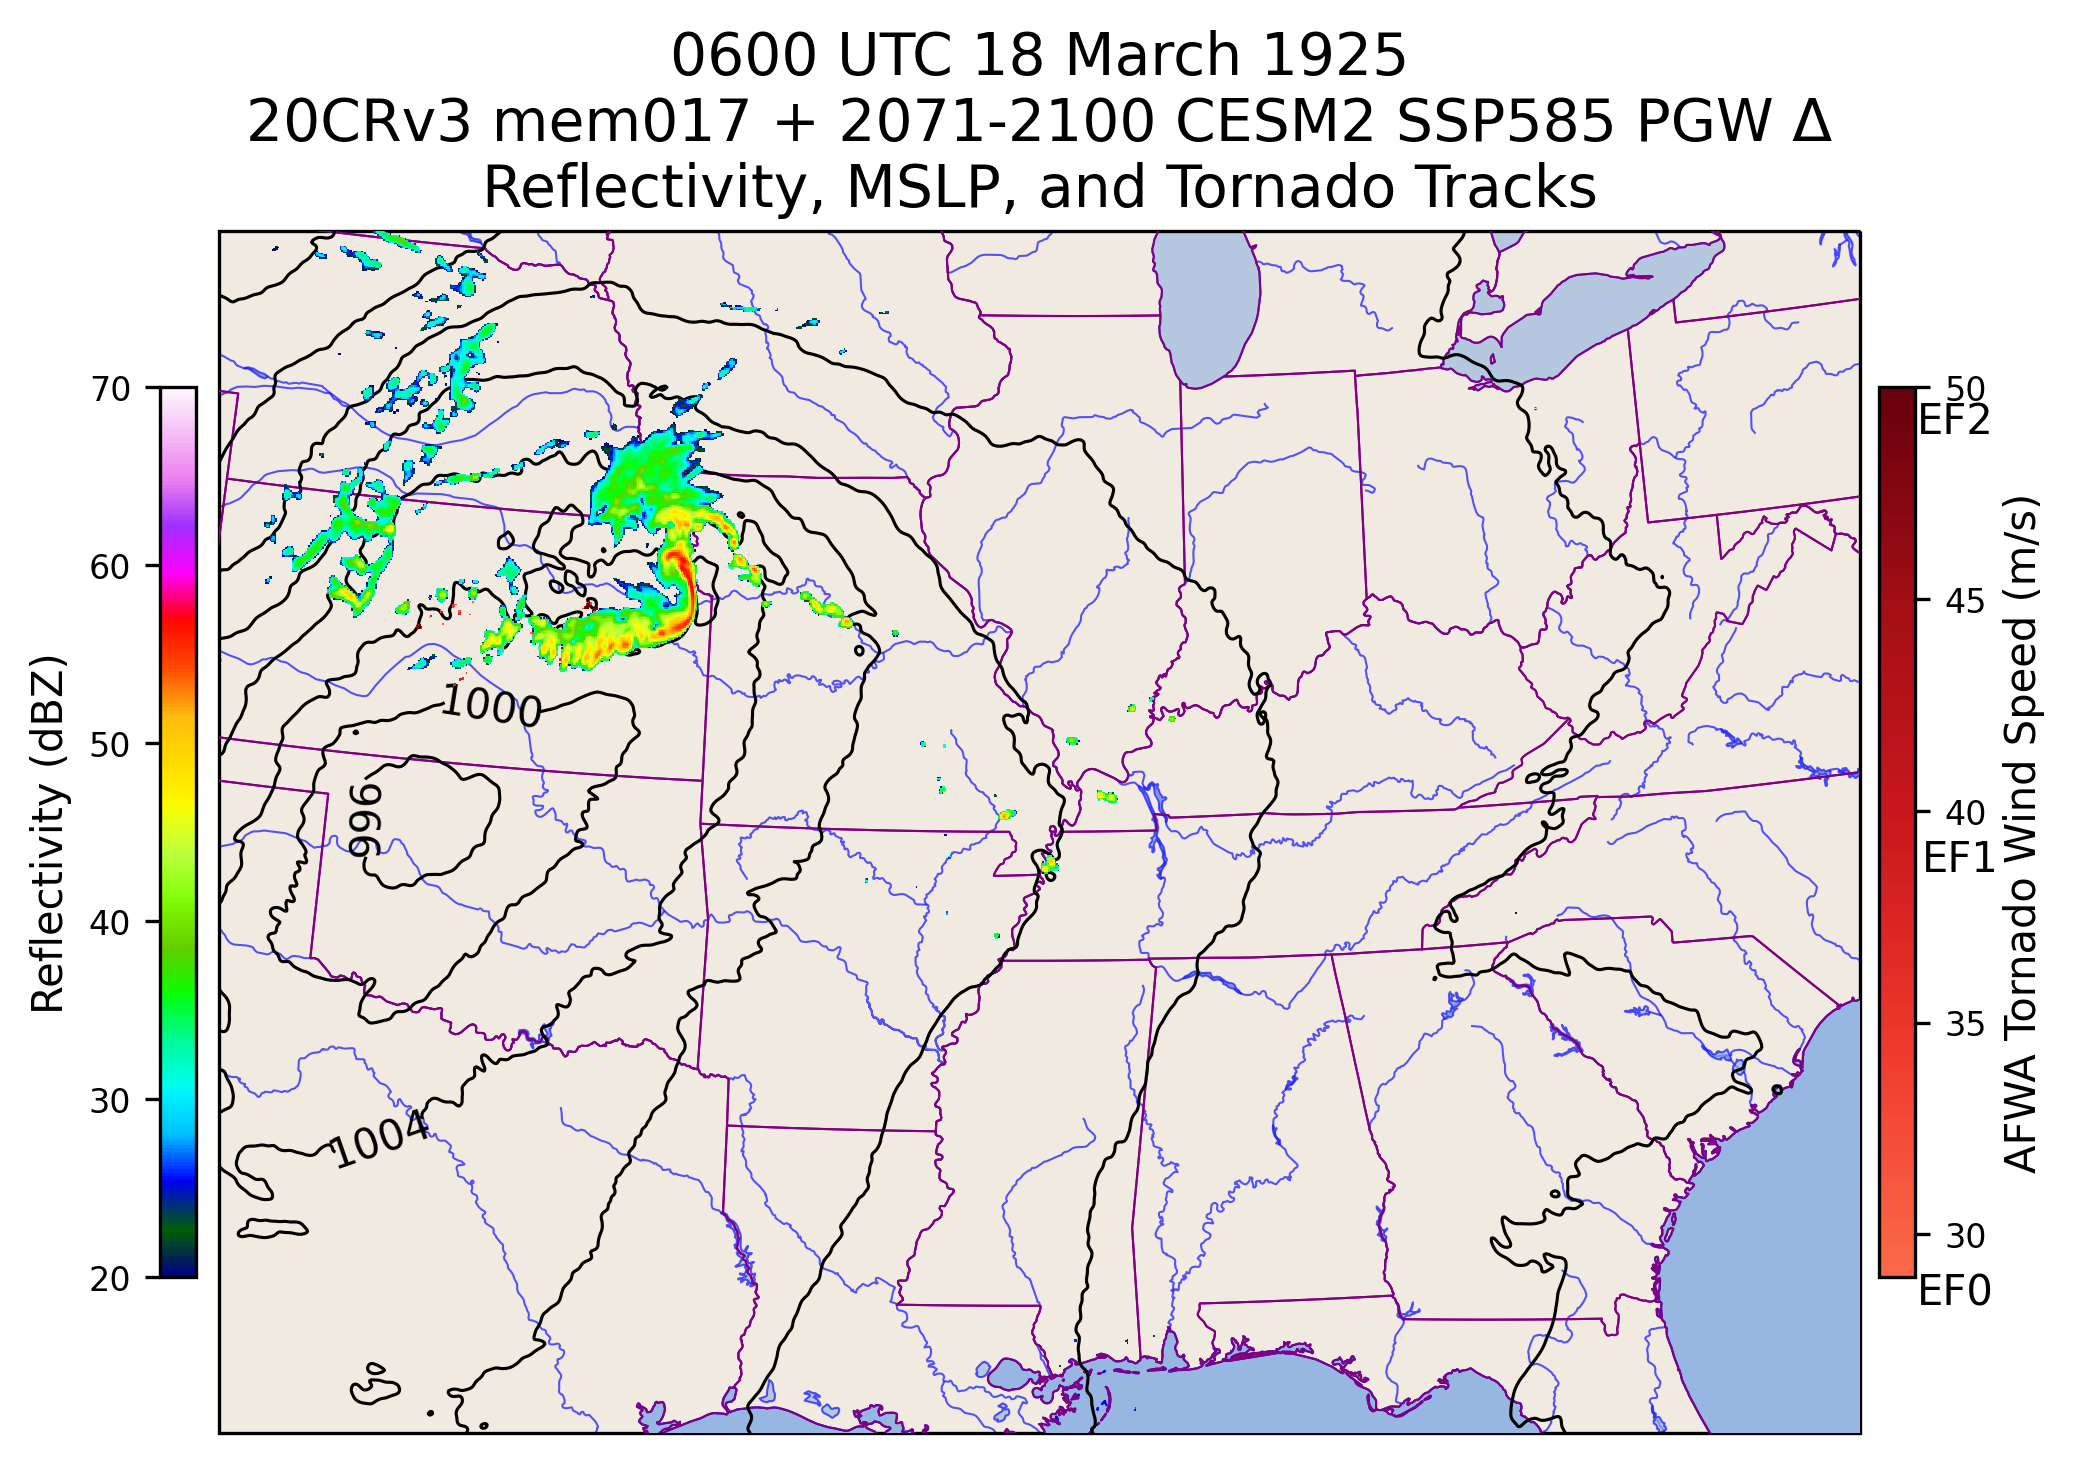 0600 UTC 18 March 1925
20CRv3 mem017 + 2071-2100 CESM2 SSP585 PGW Δ
Reflectivity, MSLP, and Tornado Tracks
70
60
50
40
30
20
Reflectivity (dBZ)
1000
996
1004
50
EF2
45
40
EF1
35
30
EF0
AFWA Tornado Wind Speed (m/s)